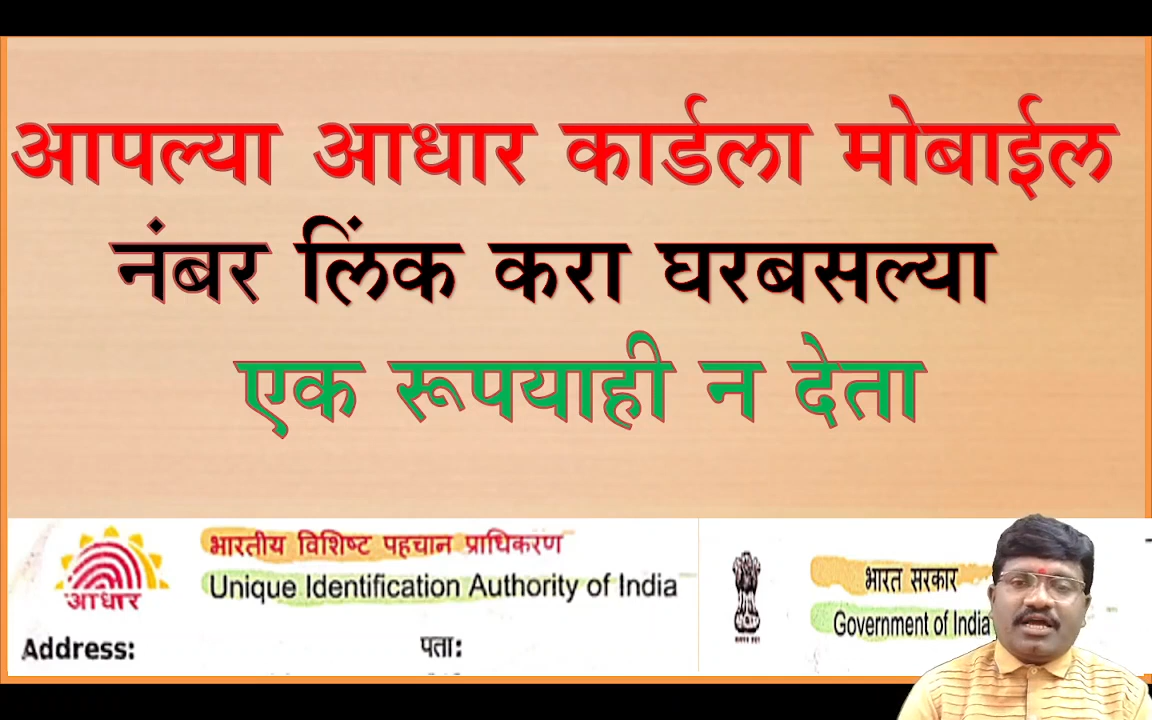 आपल्या आधार कार्डला मोबाईल
नंबर लिंक करा घरबसल्या
एक रूपयाही न देता
भारतीय विशिष्ट पहचान प्राधिकरण
Unique Identification Authority of India
आधार
Address:
पता:
भारत सरकार
Government of India